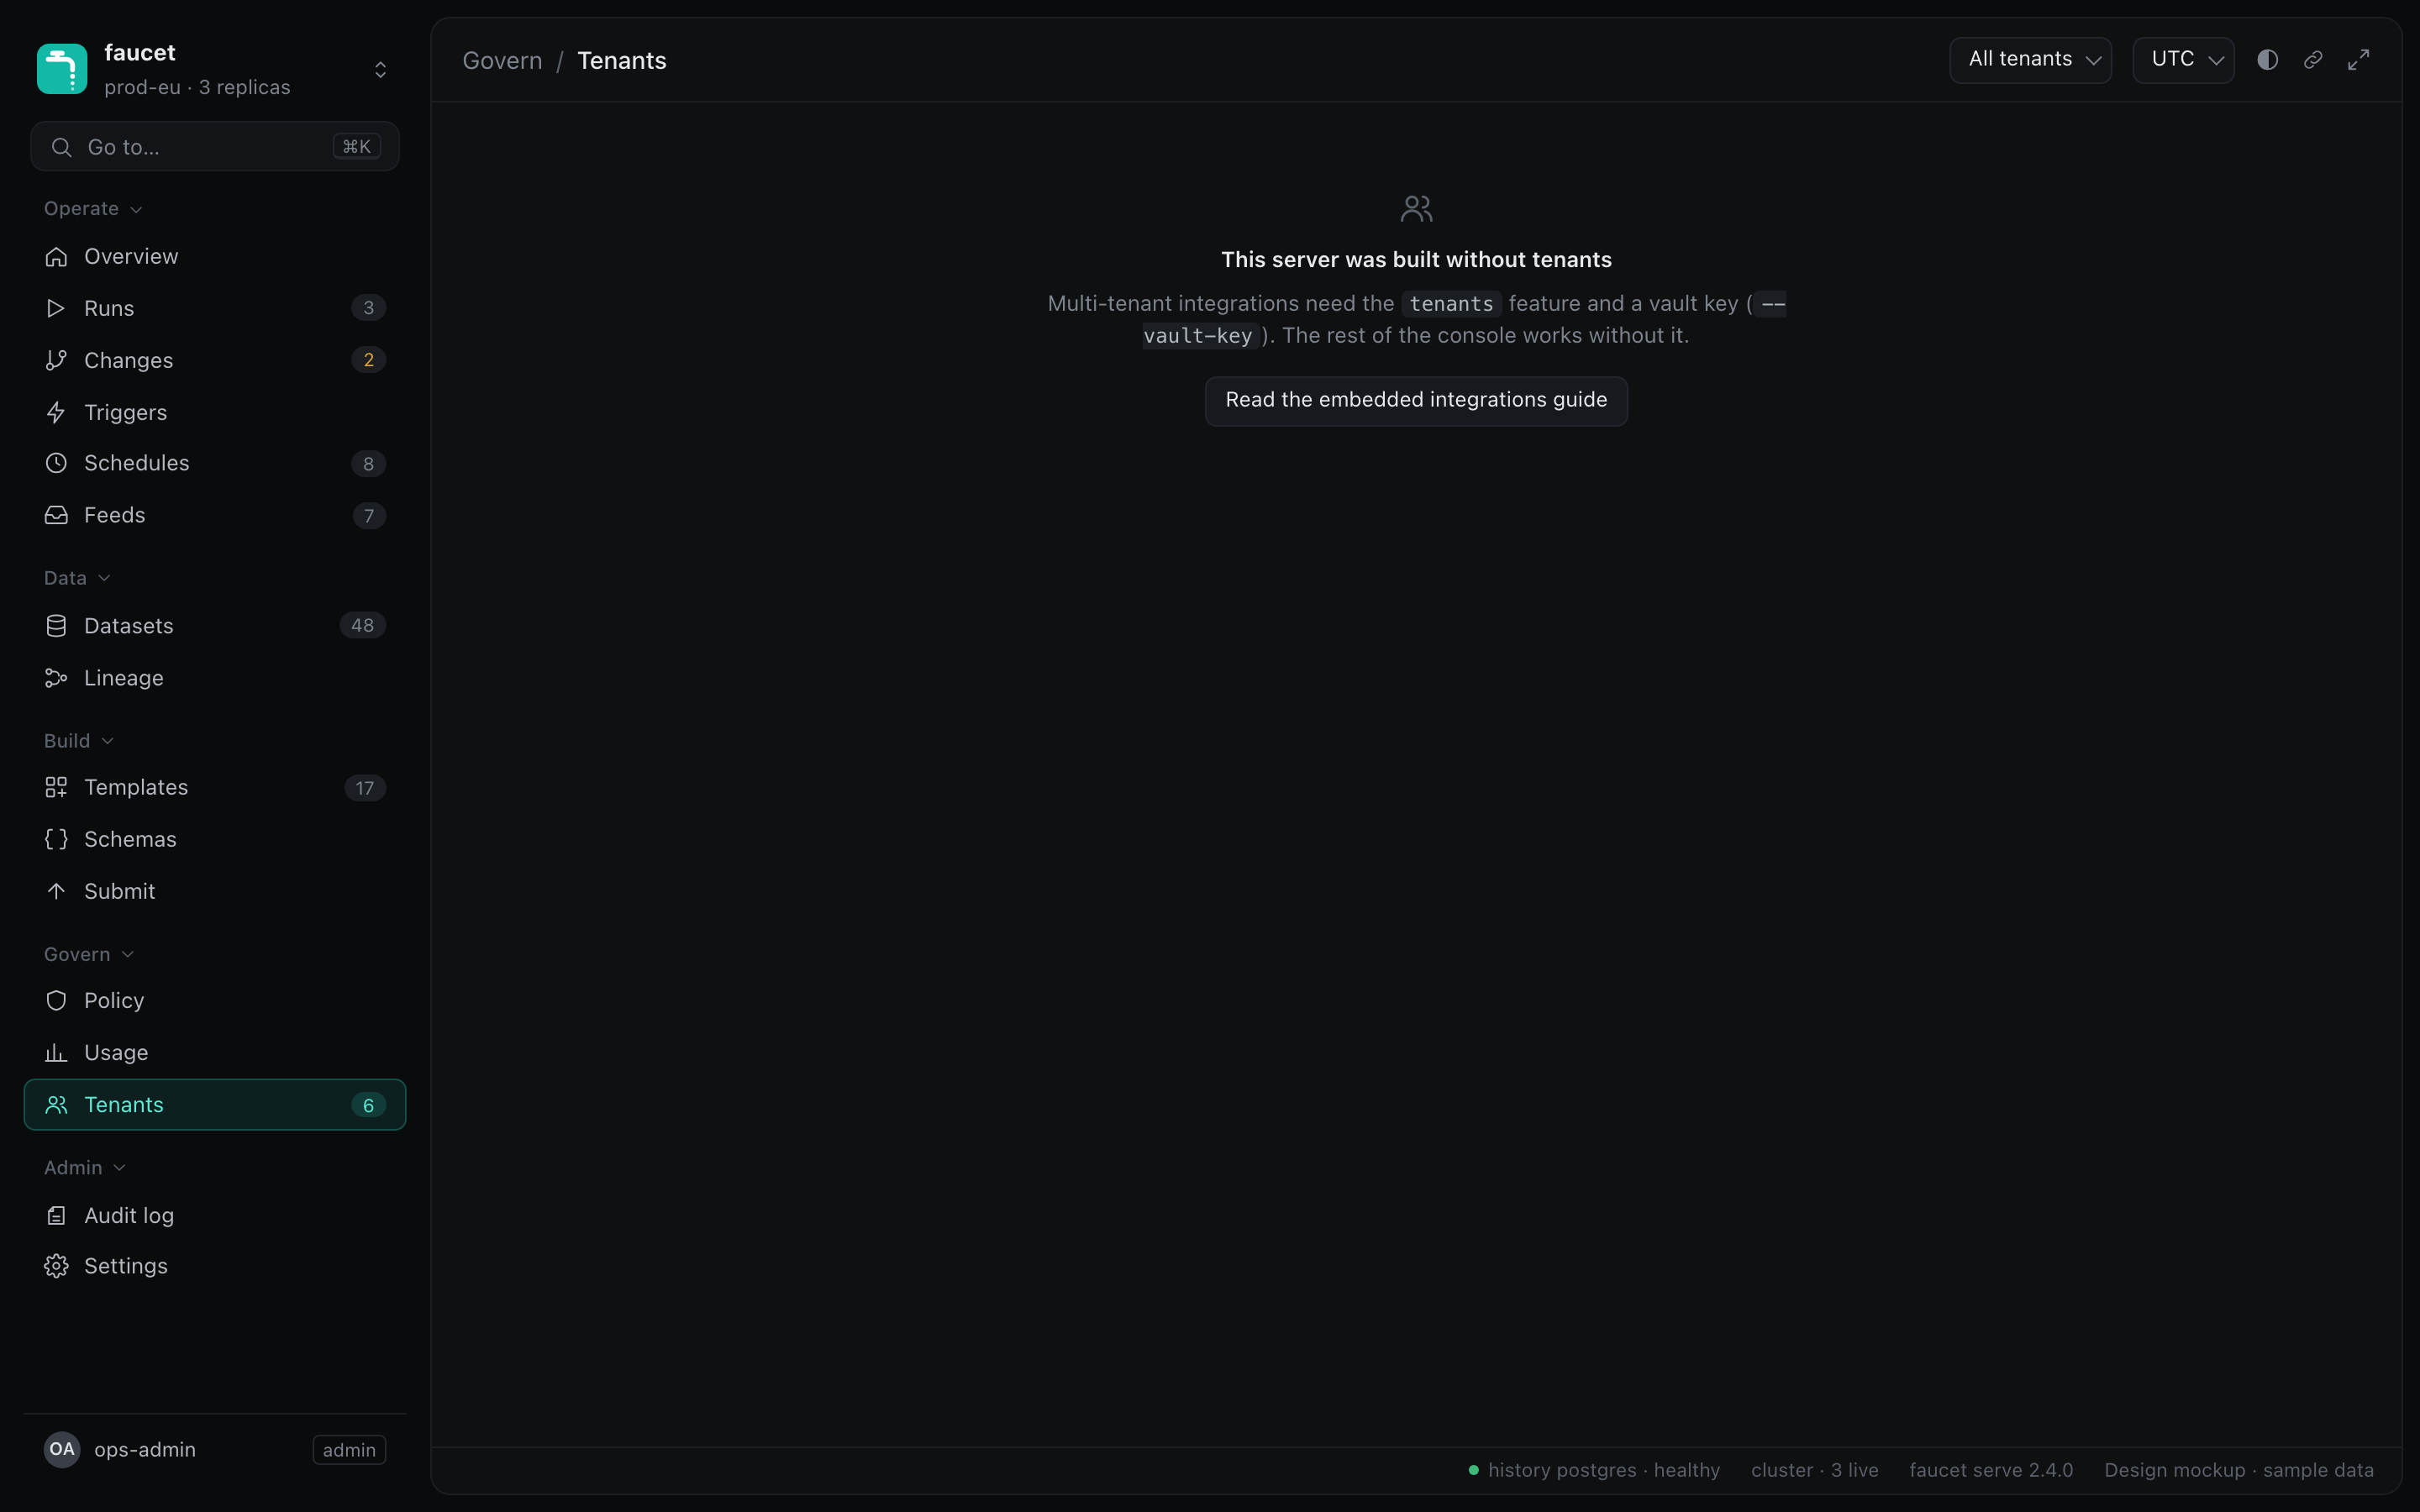 faucet
prod-eu · 3 replicas
Go to...
⌘K
Operate
Overview
Runs 3
Changes 2
Triggers
Schedules 8
Feeds 7
Data
Datasets 48
Lineage
Build
Templates 17
Schemas
Submit
Govern
Policy
Usage
Tenants 6
Admin
Audit log
Settings
OA ops-admin admin
Govern / Tenants
All tenants
UTC
This server was built without tenants
Multi-tenant integrations need the tenants feature and a vault key (--
vault-key). The rest of the console works without it.
Read the embedded integrations guide
history postgres · healthy cluster · 3 live faucet serve 2.4.0 Design mockup · sample data